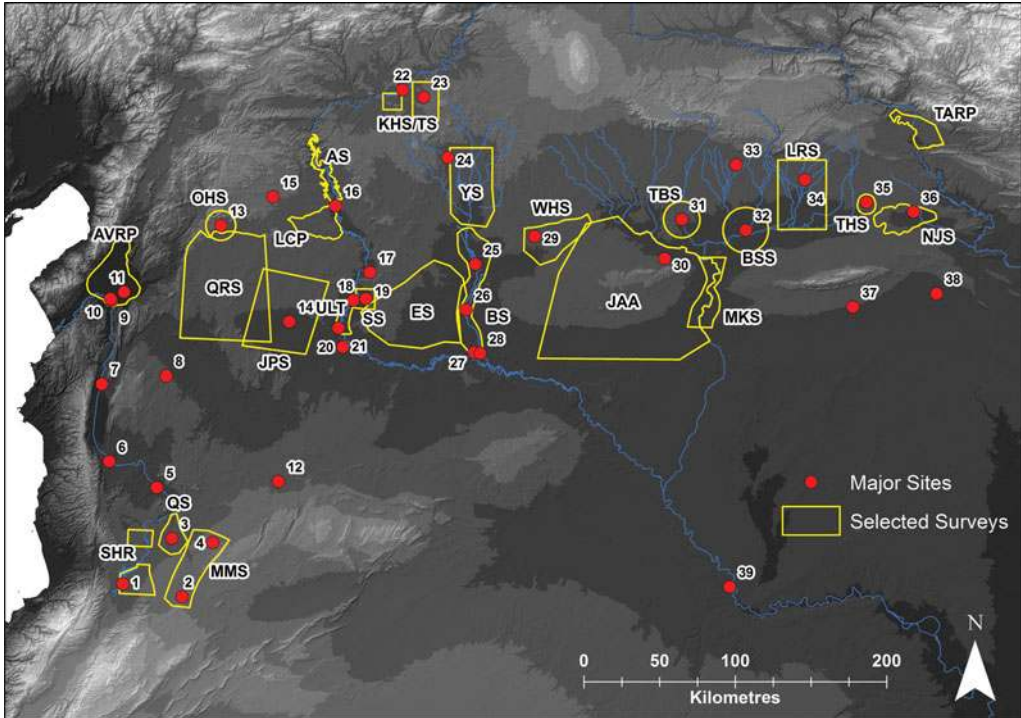 22
23
KHS/TS
TARP
AS
24
33
LRS
15
16
YS
TBS
34
35
36
OHS
13
LCP
WHS
31
32
THS
NJS
AVRP
29
BSS
11
17
25
30
38
10
9
QRS
18
19
26
JAA
37
14
ULT
SS
ES
BS
MKS
8
JPS
20
21
27
28
7
6
12
5
QS
3
4
SHR
MMS
1
2
39
Major Sites
Selected Surveys
N
0 50 100 200
Kilometres